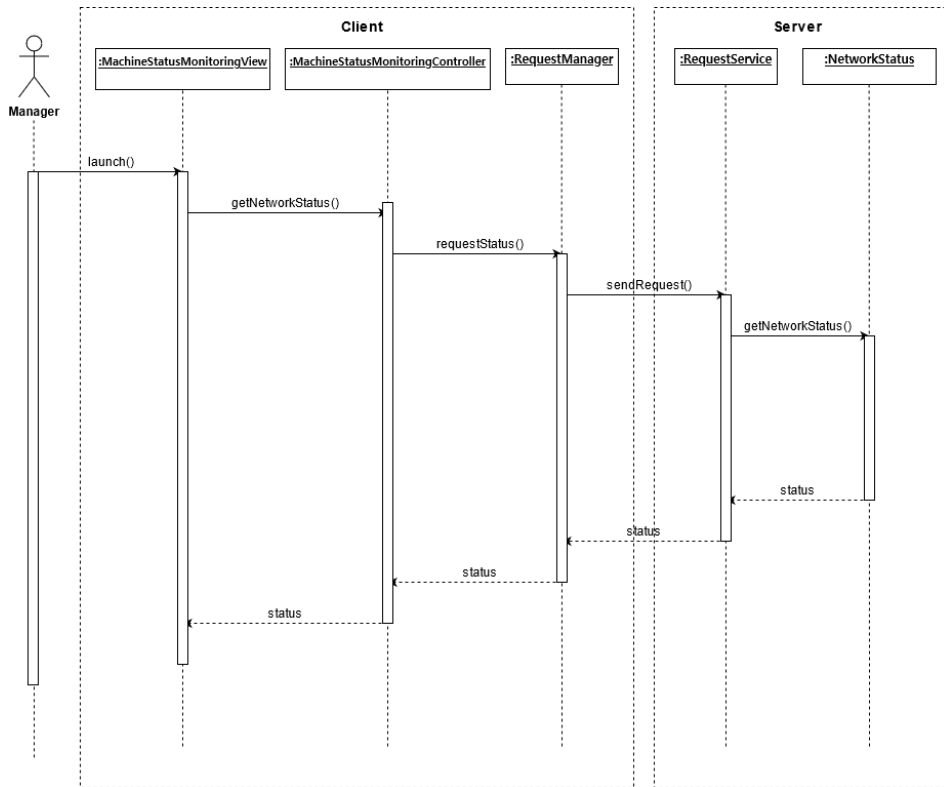 Client
Server
:MachineStatusMonitoringView
:MachineStatusMonitoringController
:RequestManager
:RequestService
:NetworkStatus
Manager
launch()
getNetworkStatus()
requestStatus()
sendRequest()
getNetworkStatus()
status
status
status
status